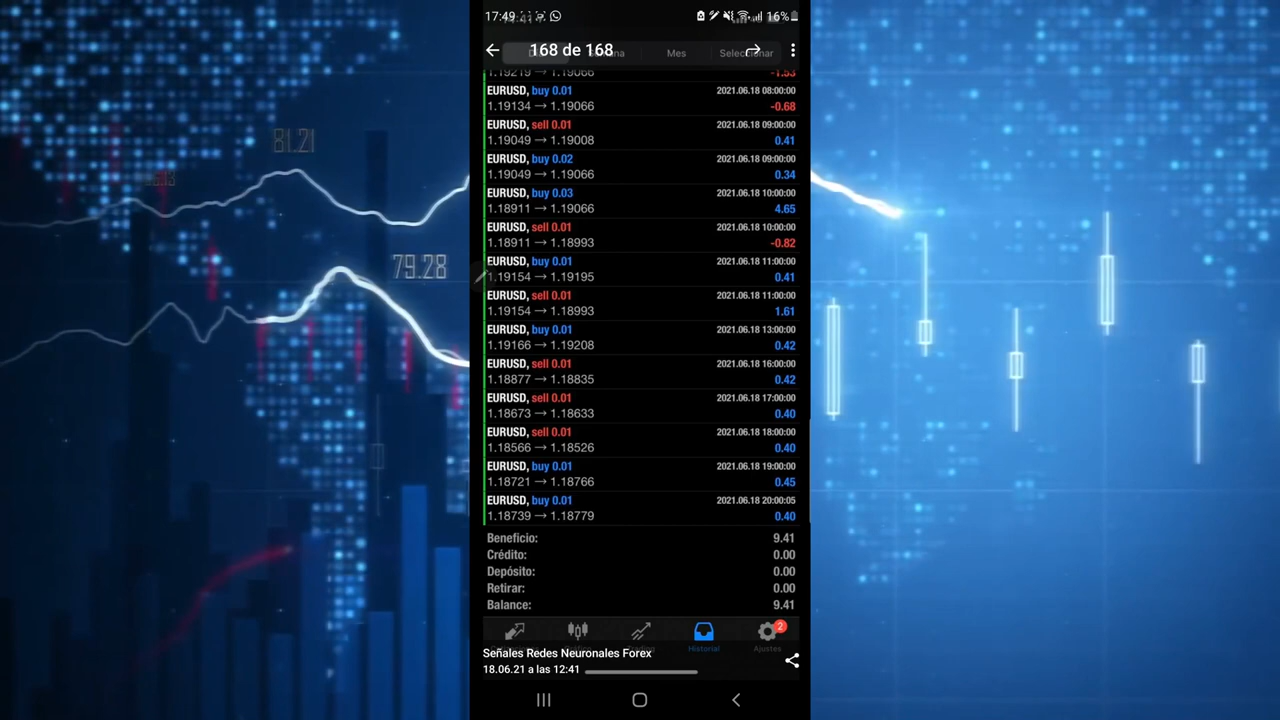 17:49 16%
168 de 168
Mes Seleccionar
1.19219 → 1.19066 -1.53
EURUSD, buy 0.01 2021.06.18 08:00:00
1.19134 → 1.19066 -0.68
EURUSD, sell 0.01 2021.06.18 09:00:00
1.19049 → 1.19008 0.41
EURUSD, buy 0.02 2021.06.18 09:00:00
1.19049 → 1.19066 0.34
EURUSD, buy 0.03 2021.06.18 10:00:00
1.18911 → 1.19066 4.65
EURUSD, sell 0.01 2021.06.18 10:00:00
1.18911 → 1.18993 -0.82
EURUSD, buy 0.01 2021.06.18 11:00:00
1.19154 → 1.19195 0.41
EURUSD, sell 0.01 2021.06.18 11:00:00
1.19154 → 1.18993 1.61
EURUSD, buy 0.01 2021.06.18 13:00:00
1.19166 → 1.19208 0.42
EURUSD, sell 0.01 2021.06.18 16:00:00
1.18877 → 1.18835 0.42
EURUSD, sell 0.01 2021.06.18 17:00:00
1.18673 → 1.18633 0.40
EURUSD, sell 0.01 2021.06.18 18:00:00
1.18566 → 1.18526 0.40
EURUSD, buy 0.01 2021.06.18 19:00:00
1.18721 → 1.18766 0.45
EURUSD, buy 0.01 2021.06.18 20:00:05
1.18739 → 1.18779 0.40
Beneficio: 9.41
Crédito: 0.00
Depósito: 0.00
Retirar: 0.00
Balance: 9.41
2
Historial Ajustes
Señales Redes Neuronales Forex
18.06.21 a las 12:41
81.21
79.28